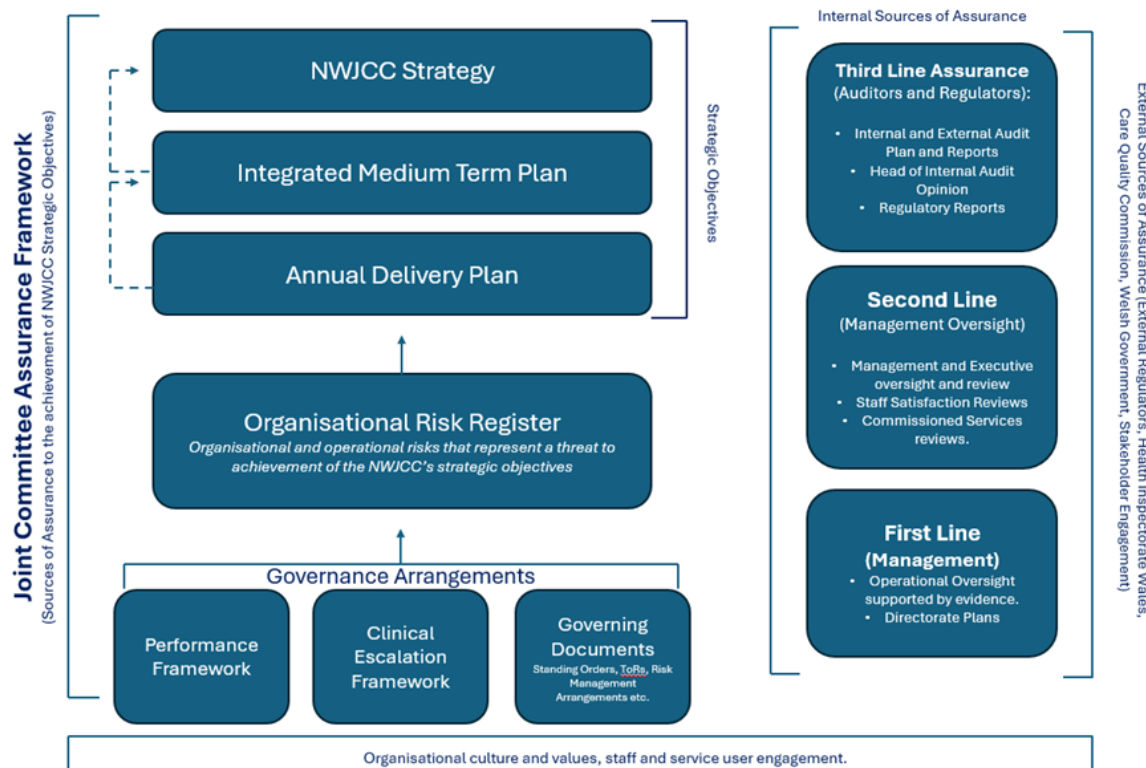 Joint Committee Assurance Framework
(Sources of Assurance to the achievement of NWJCC Strategic Objectives)
NWJCC Strategy
Integrated Medium Term Plan
Annual Delivery Plan
Strategic Objectives
Organisational Risk Register
Organisational and operational risks that represent a threat to
achievement of the NWJCC's strategic objectives
Governance Arrangements
Performance
Framework
Clinical
Escalation
Framework
Governing
Documents
Standing Orders, ToRs, Risk
Management
Arrangements etc.
Internal Sources of Assurance
Third Line Assurance
(Auditors and Regulators):
• Internal and External Audit
Plan and Reports
• Head of Internal Audit
Opinion
• Regulatory Reports
Second Line
(Management Oversight)
• Management and Executive
oversight and review
• Staff Satisfaction Reviews
• Commissioned Services
reviews.
First Line
(Management)
• Operational Oversight
supported by evidence.
• Directorate Plans
External Sources of Assurance (External Regulators, Health Inspectorate Wales,
Care Quality Commission, Welsh Government, Stakeholder Engagement)
Organisational culture and values, staff and service user engagement.